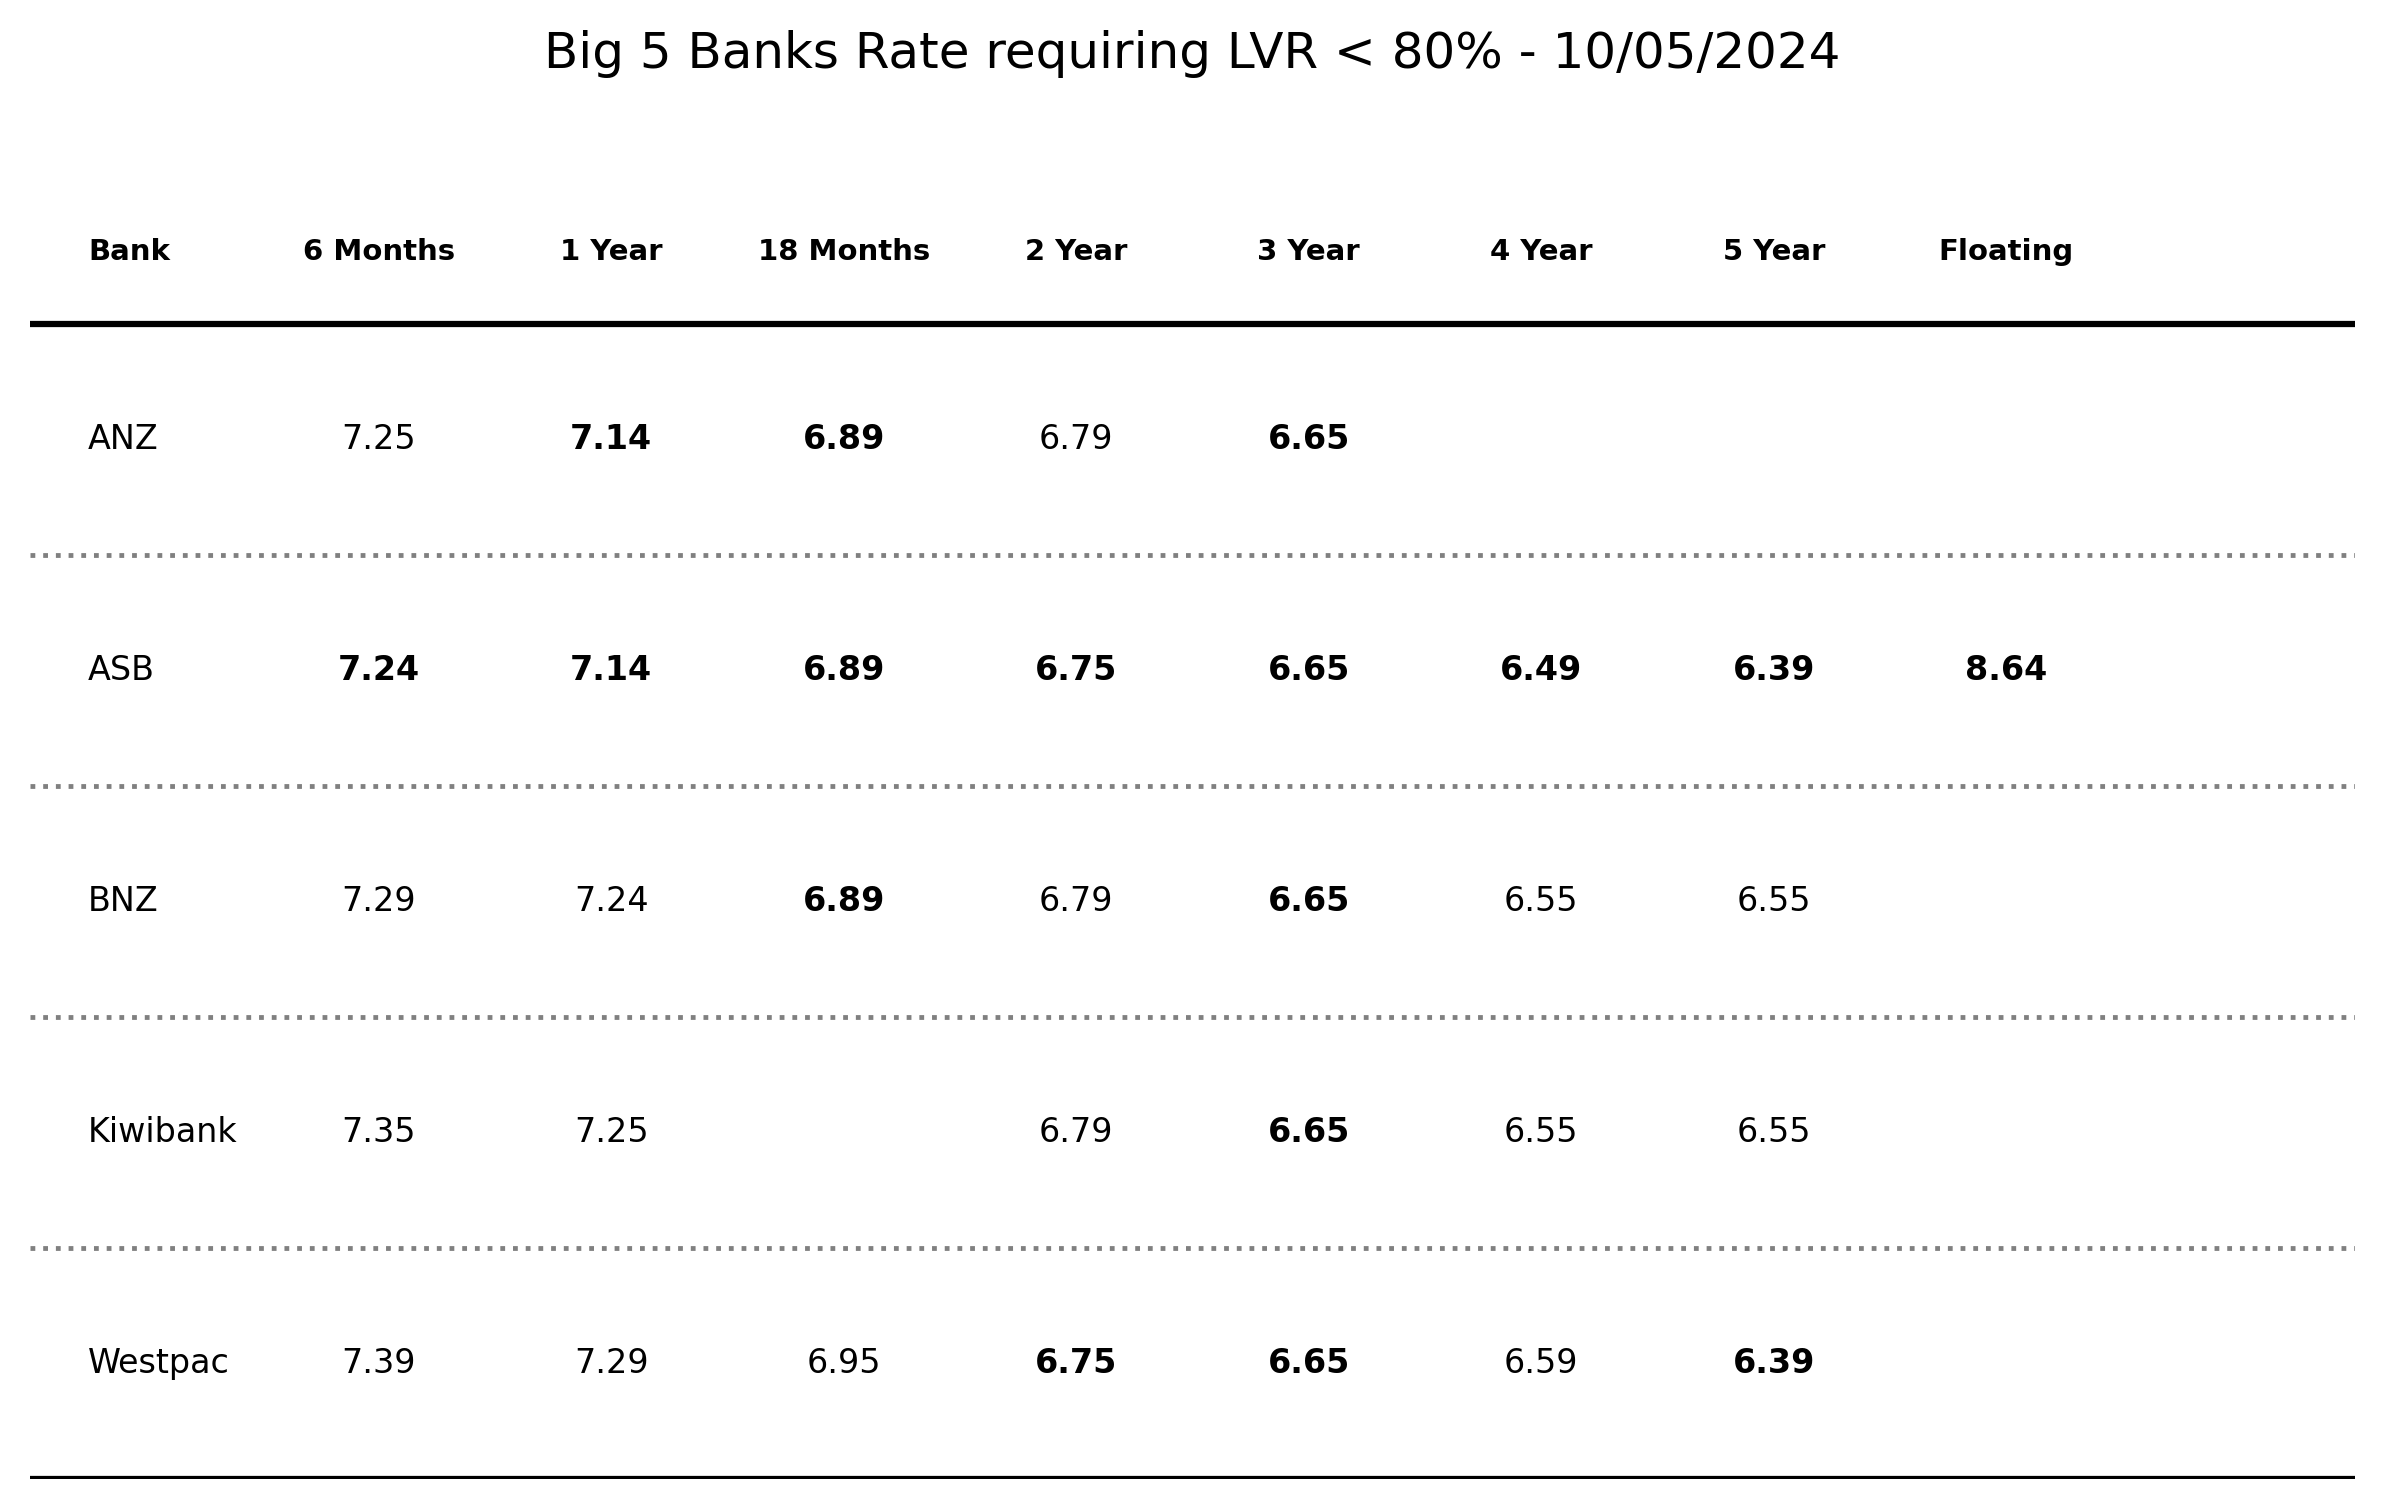 Big 5 Banks Rate requiring LVR < 80% - 10/05/2024
Bank 6 Months 1 Year 18 Months 2 Year 3 Year 4 Year 5 Year Floating
ANZ 7.25 7.14 6.89 6.79 6.65
ASB 7.24 7.14 6.89 6.75 6.65 6.49 6.39 8.64
BNZ 7.29 7.24 6.89 6.79 6.65 6.55 6.55
Kiwibank 7.35 7.25 6.79 6.65 6.55 6.55
Westpac 7.39 7.29 6.95 6.75 6.65 6.59 6.39